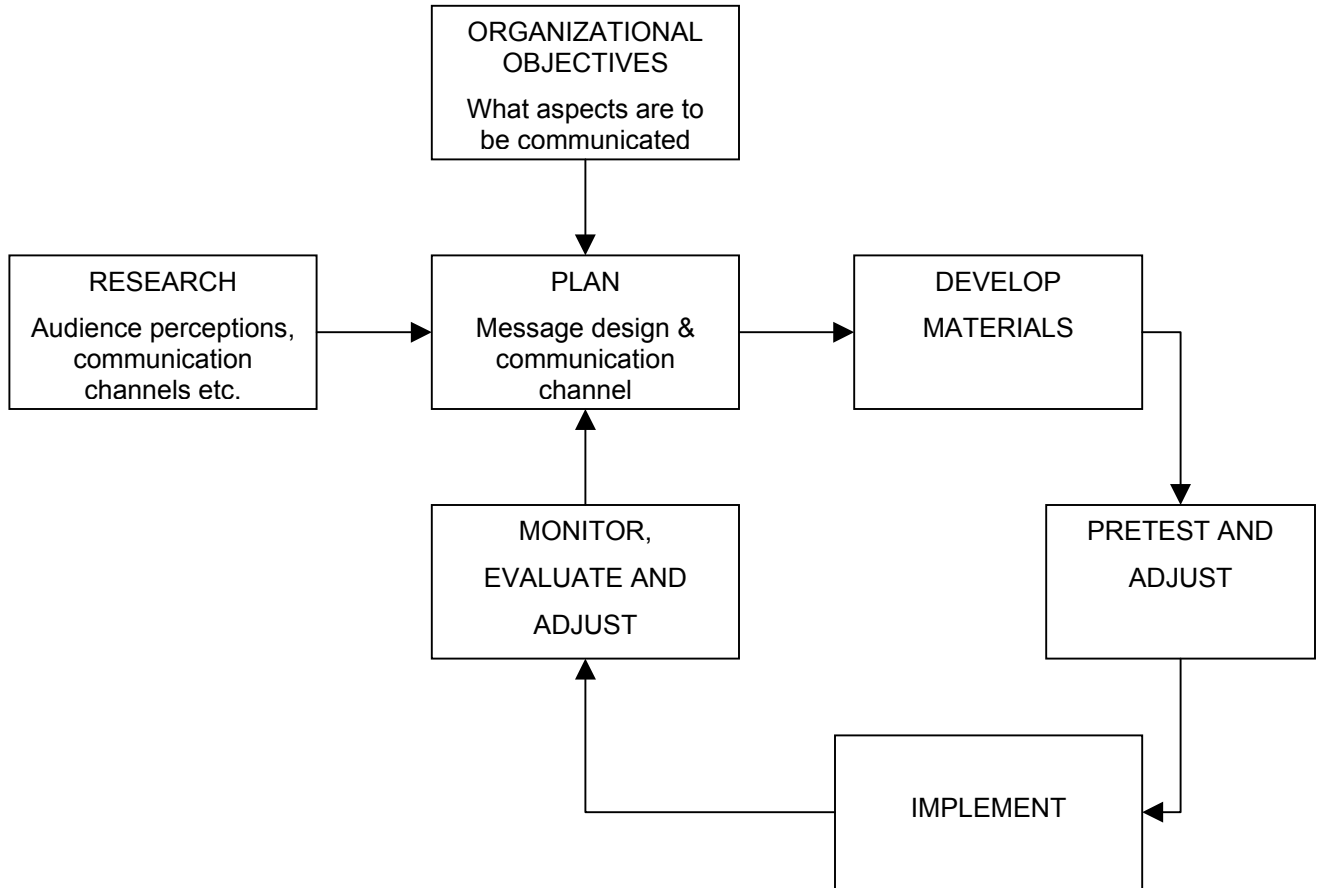 ORGANIZATIONAL
OBJECTIVES
What aspects are to
be communicated
RESEARCH
Audience perceptions,
communication
channels etc.
PLAN
Message design &
communication
channel
DEVELOP
MATERIALS
MONITOR,
EVALUATE AND
ADJUST
PRETEST AND
ADJUST
IMPLEMENT